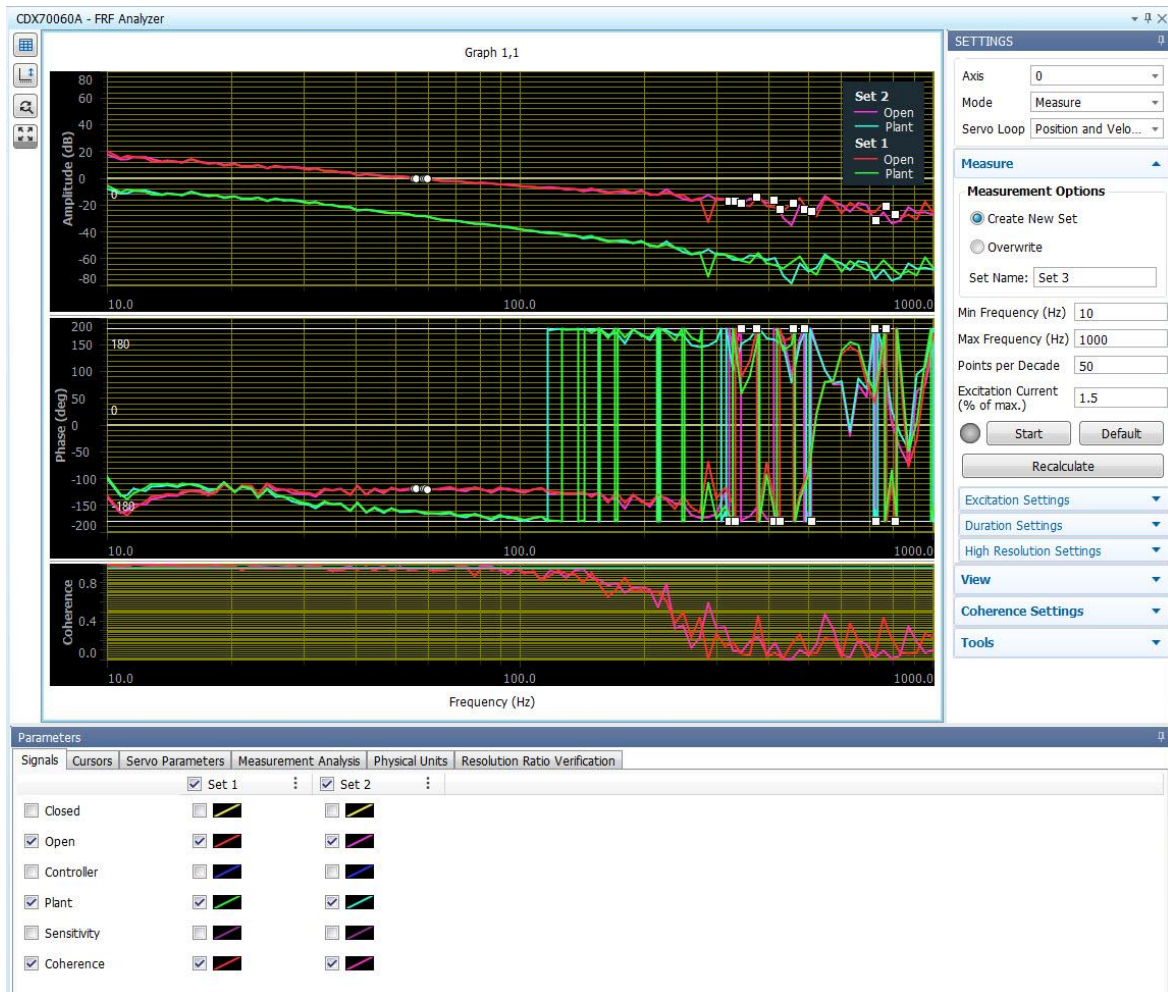 CDX70060A - FRF Analyzer
Graph 1,1
80
60
40
20
0
-20
-40
-60
-80
Amplitude (dB)
0
Set 2
Open
Plant
Set 1
Open
Plant
10.0
100.0
1000.0
200
150
100
50
0
-50
-100
-150
-200
Phase (deg)
180
0
-180
10.0
100.0
1000.0
0.8
0.4
0.0
Coherence
10.0
100.0
1000.0
Frequency (Hz)
SETTINGS
Axis 0
Mode Measure
Servo Loop Position and Velo...
Measure
Measurement Options
Create New Set
Overwrite
Set Name: Set 3
Min Frequency (Hz) 10
Max Frequency (Hz) 1000
Points per Decade 50
Excitation Current
(% of max.) 1.5
Start Default
Recalculate
Excitation Settings
Duration Settings
High Resolution Settings
View
Coherence Settings
Tools
Parameters
Signals Cursors Servo Parameters Measurement Analysis Physical Units Resolution Ratio Verification
Set 1 Set 2
Closed
Open
Controller
Plant
Sensitivity
Coherence